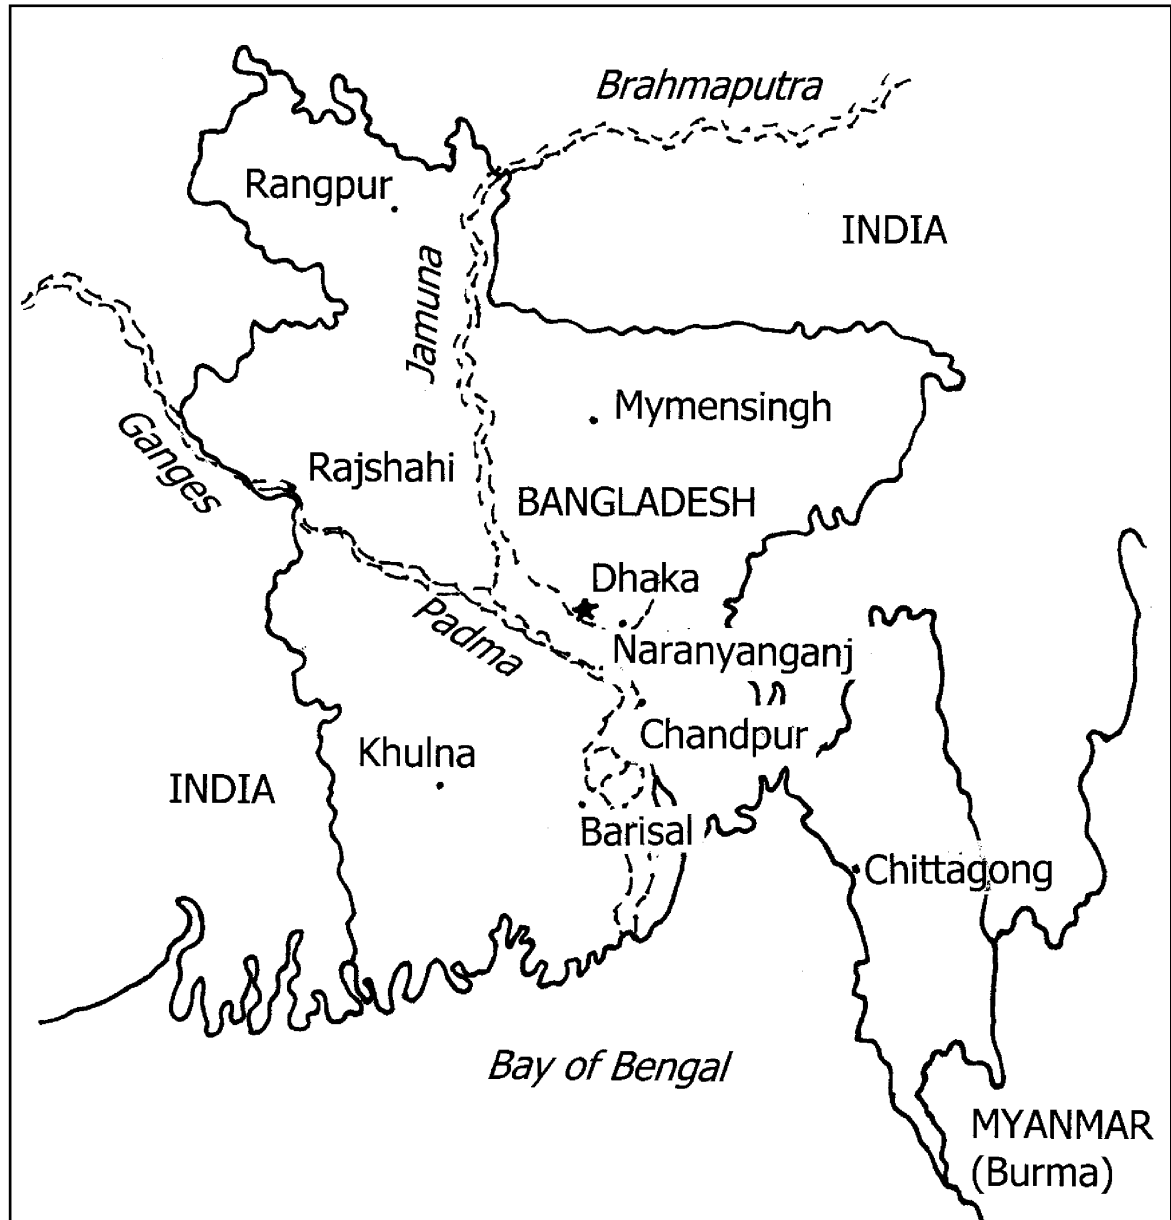 Brahmaputra
Rangpur
INDIA
Jamuna
Mymensingh
Ganges
Rajshahi
BANGLADESH
Dhaka
Padma
Naranyanganj
Chandpur
Khulna
INDIA
Barisal
Chittagong
Bay of Bengal
MYANMAR
(Burma)